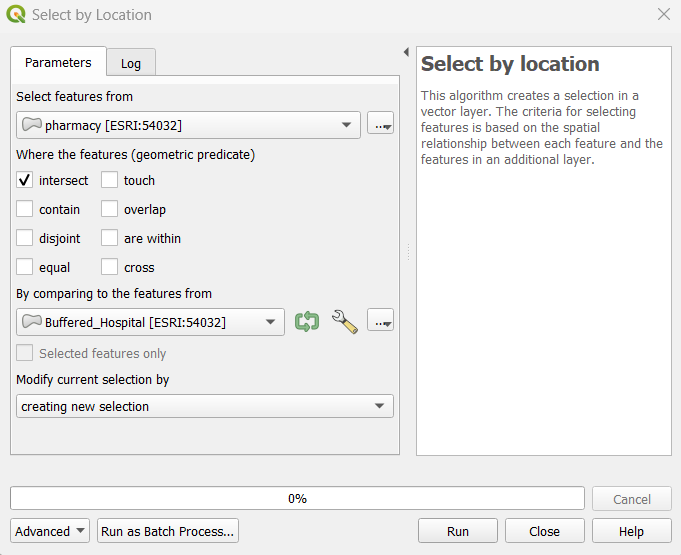 Select by Location
Parameters
Log
Select features from
pharmacy [ESRI:54032]
...
Where the features (geometric predicate)
intersect
touch
contain
overlap
disjoint
are within
equal
cross
By comparing to the features from
Buffered_Hospital [ESRI:54032]
...
Selected features only
Modify current selection by
creating new selection
Select by location
This algorithm creates a selection in a
vector layer. The criteria for selecting
features is based on the spatial
relationship between each feature and the
features in an additional layer.
0%
Cancel
Advanced
Run as Batch Process...
Run
Close
Help